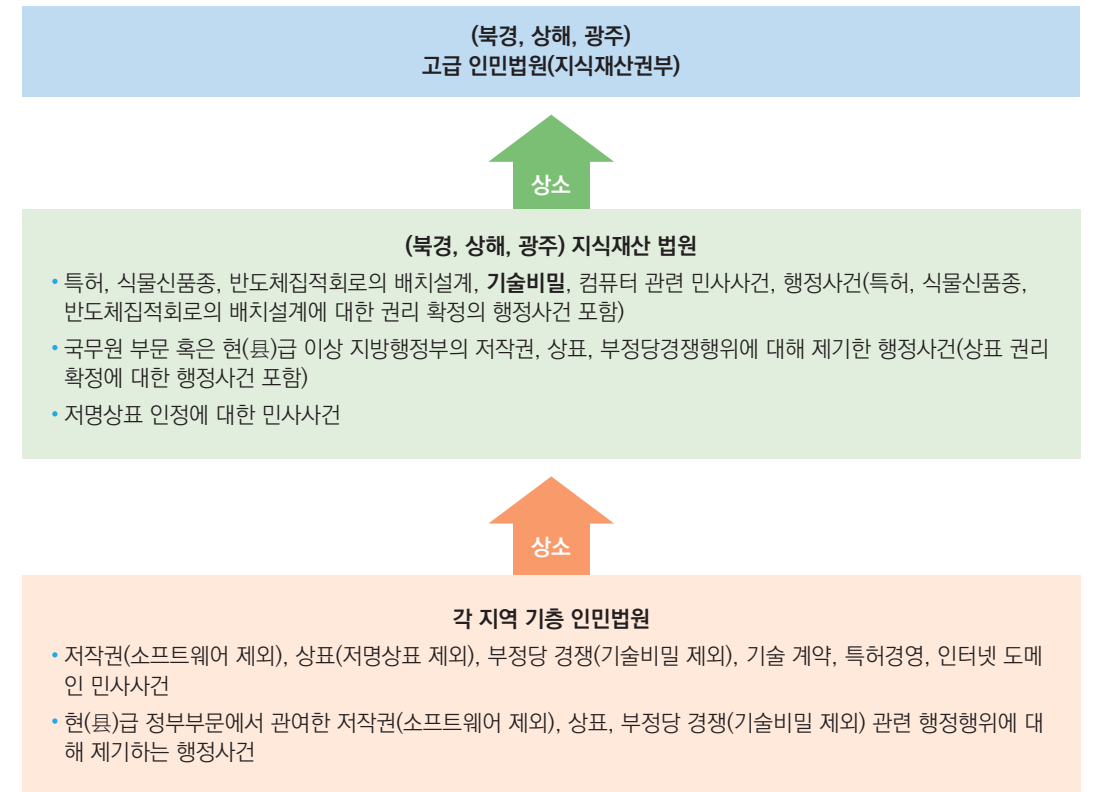 (북경, 상해, 광주)
고급 인민법원(지식재산권부)
상소
(북경, 상해, 광주) 지식재산 법원
• 특허, 식물신품종, 반도체집적회로의 배치설계, 기술비밀, 컴퓨터 관련 민사사건, 행정사건(특허, 식물신품종,
반도체집적회로의 배치설계에 대한 권리 확정의 행정사건 포함)
• 국무원 부문 혹은 현(县)급 이상 지방행정부의 저작권, 상표, 부정당경쟁행위에 대해 제기한 행정사건(상표 권리
확정에 대한 행정사건 포함)
• 저명상표 인정에 대한 민사사건
상소
각 지역 기층 인민법원
• 저작권(소프트웨어 제외), 상표(저명상표 제외), 부정당 경쟁(기술비밀 제외), 기술 계약, 특허경영, 인터넷 도메
인 민사사건
• 현(县)급 정부부문에서 관여한 저작권(소프트웨어 제외), 상표, 부정당 경쟁(기술비밀 제외) 관련 행정행위에 대
해 제기하는 행정사건